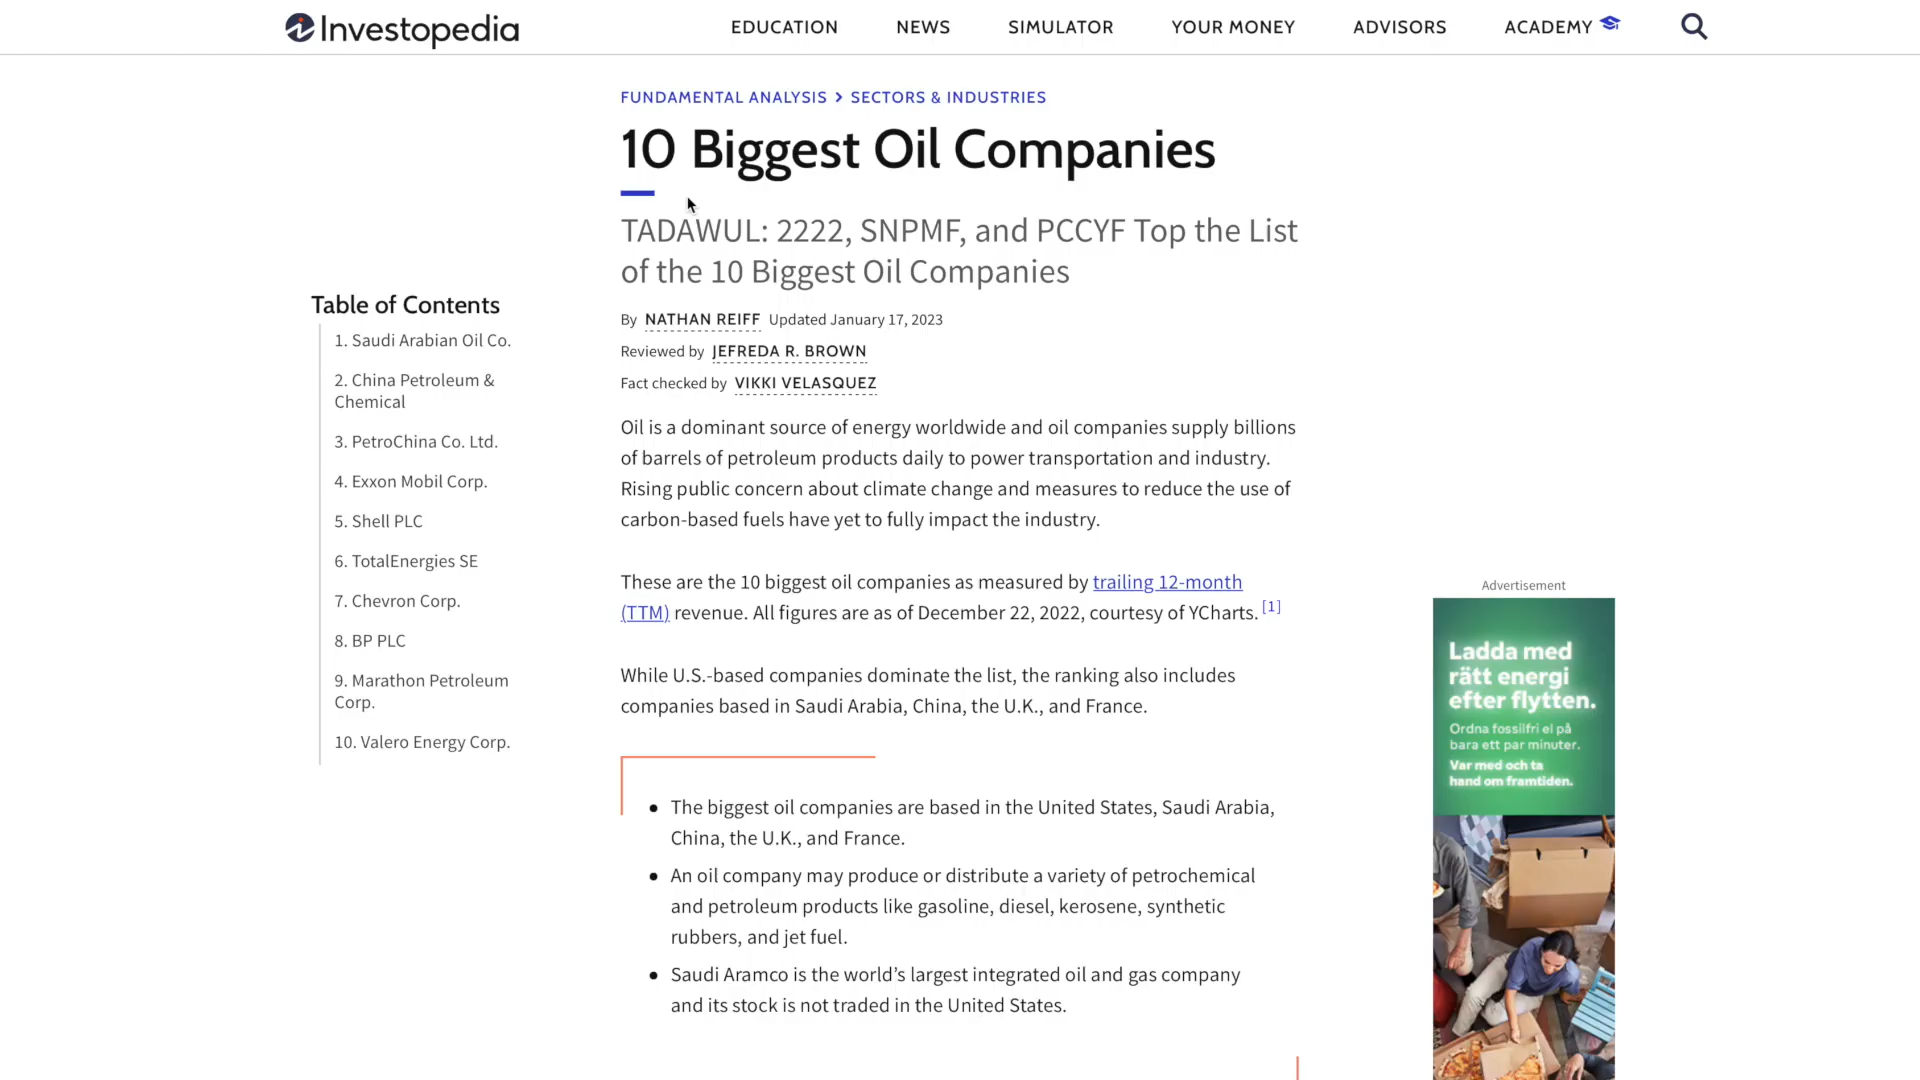 Investopedia
EDUCATION
NEWS
SIMULATOR
YOUR MONEY
ADVISORS
ACADEMY
FUNDAMENTAL ANALYSIS > SECTORS & INDUSTRIES
10 Biggest Oil Companies
TADAWUL: 2222, SNPMF, and PCCYF Top the List
of the 10 Biggest Oil Companies
By NATHAN REIFF Updated January 17, 2023
Reviewed by JEFREDA R. BROWN
Fact checked by VIKKI VELASQUEZ
Table of Contents
1. Saudi Arabian Oil Co.
2. China Petroleum &
Chemical
3. PetroChina Co. Ltd.
4. Exxon Mobil Corp.
5. Shell PLC
6. TotalEnergies SE
7. Chevron Corp.
8. BP PLC
9. Marathon Petroleum
Corp.
10. Valero Energy Corp.
Oil is a dominant source of energy worldwide and oil companies supply billions
of barrels of petroleum products daily to power transportation and industry.
Rising public concern about climate change and measures to reduce the use of
carbon-based fuels have yet to fully impact the industry.
These are the 10 biggest oil companies as measured by trailing 12-month
(TTM) revenue. All figures are as of December 22, 2022, courtesy of YCharts. [1]
While U.S.-based companies dominate the list, the ranking also includes
companies based in Saudi Arabia, China, the U.K., and France.
• The biggest oil companies are based in the United States, Saudi Arabia,
China, the U.K., and France.
• An oil company may produce or distribute a variety of petrochemical
and petroleum products like gasoline, diesel, kerosene, synthetic
rubbers, and jet fuel.
• Saudi Aramco is the world’s largest integrated oil and gas company
and its stock is not traded in the United States.
Advertisement
Ladda med
rätt energi
efter flytten.
Ordna fossilfri el på
bara ett par minuter.
Var med och ta
hand om framtiden.